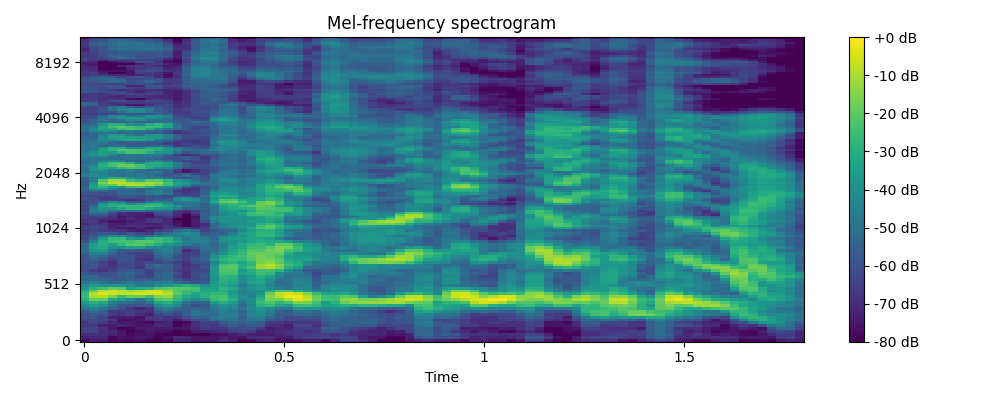 Mel-frequency spectrogram
8192
4096
2048
1024
512
0
Hz
0
0.5
1
1.5
Time
+0 dB
-10 dB
-20 dB
-30 dB
-40 dB
-50 dB
-60 dB
-70 dB
-80 dB